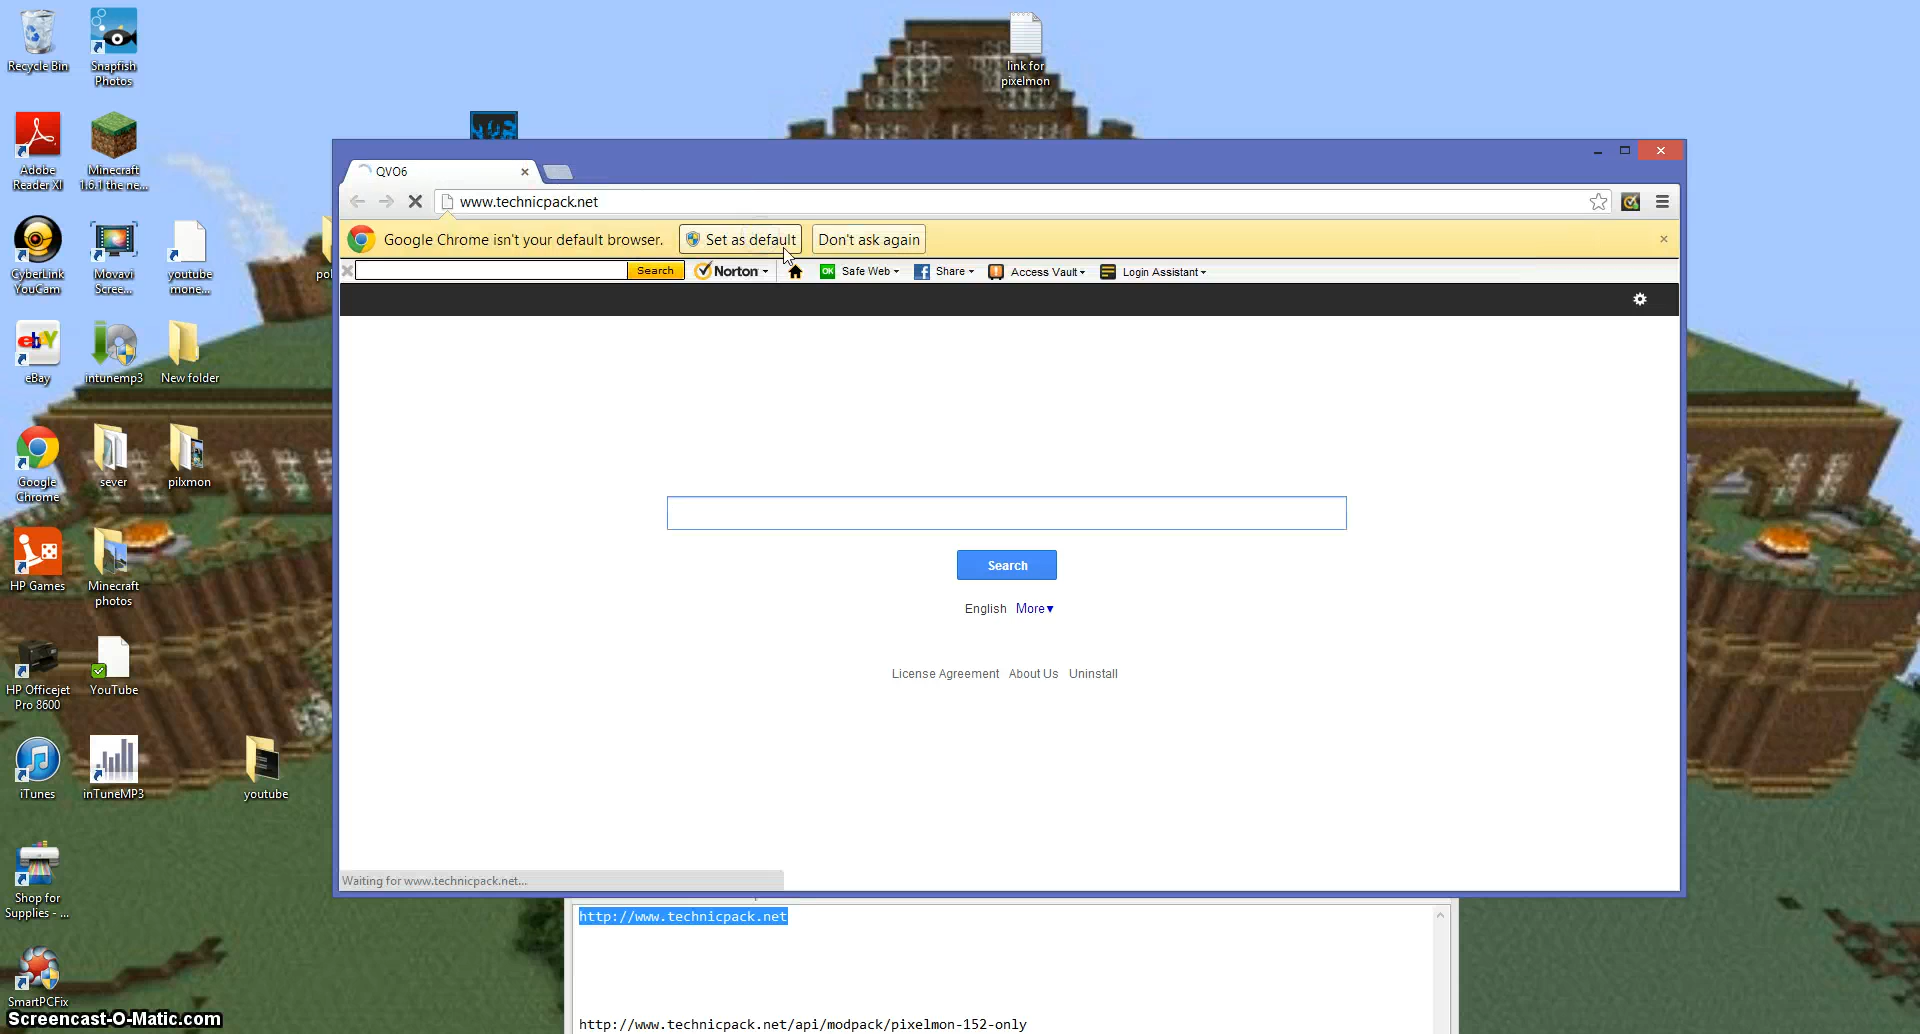 Recycle Bin
Snapfish
Photos
link for
pixelmon
Adobe
Reader XI
Minecraft
1.6.1 the ne...
CyberLink
YouCam
Movavi
Scree...
youtube
mone...
eBay
intunemp3
New folder
Google
Chrome
sever
pilxmon
HP Games
Minecraft
photos
HP Officejet
Pro 8600
YouTube
iTunes
inTuneMP3
youtube
Shop for
Supplies - ...
SmartPCFix
Screencast-O-Matic.com
QVO6
www.technicpack.net
Google Chrome isn't your default browser.
Set as default
Don't ask again
Search
Norton
OK
Safe Web
Share
Access Vault
Login Assistant
Search
English More▼
License Agreement About Us Uninstall
Waiting for www.technicpack.net...
http://www.technicpack.net
http://www.technicpack.net/api/modpack/pixelmon-152-only